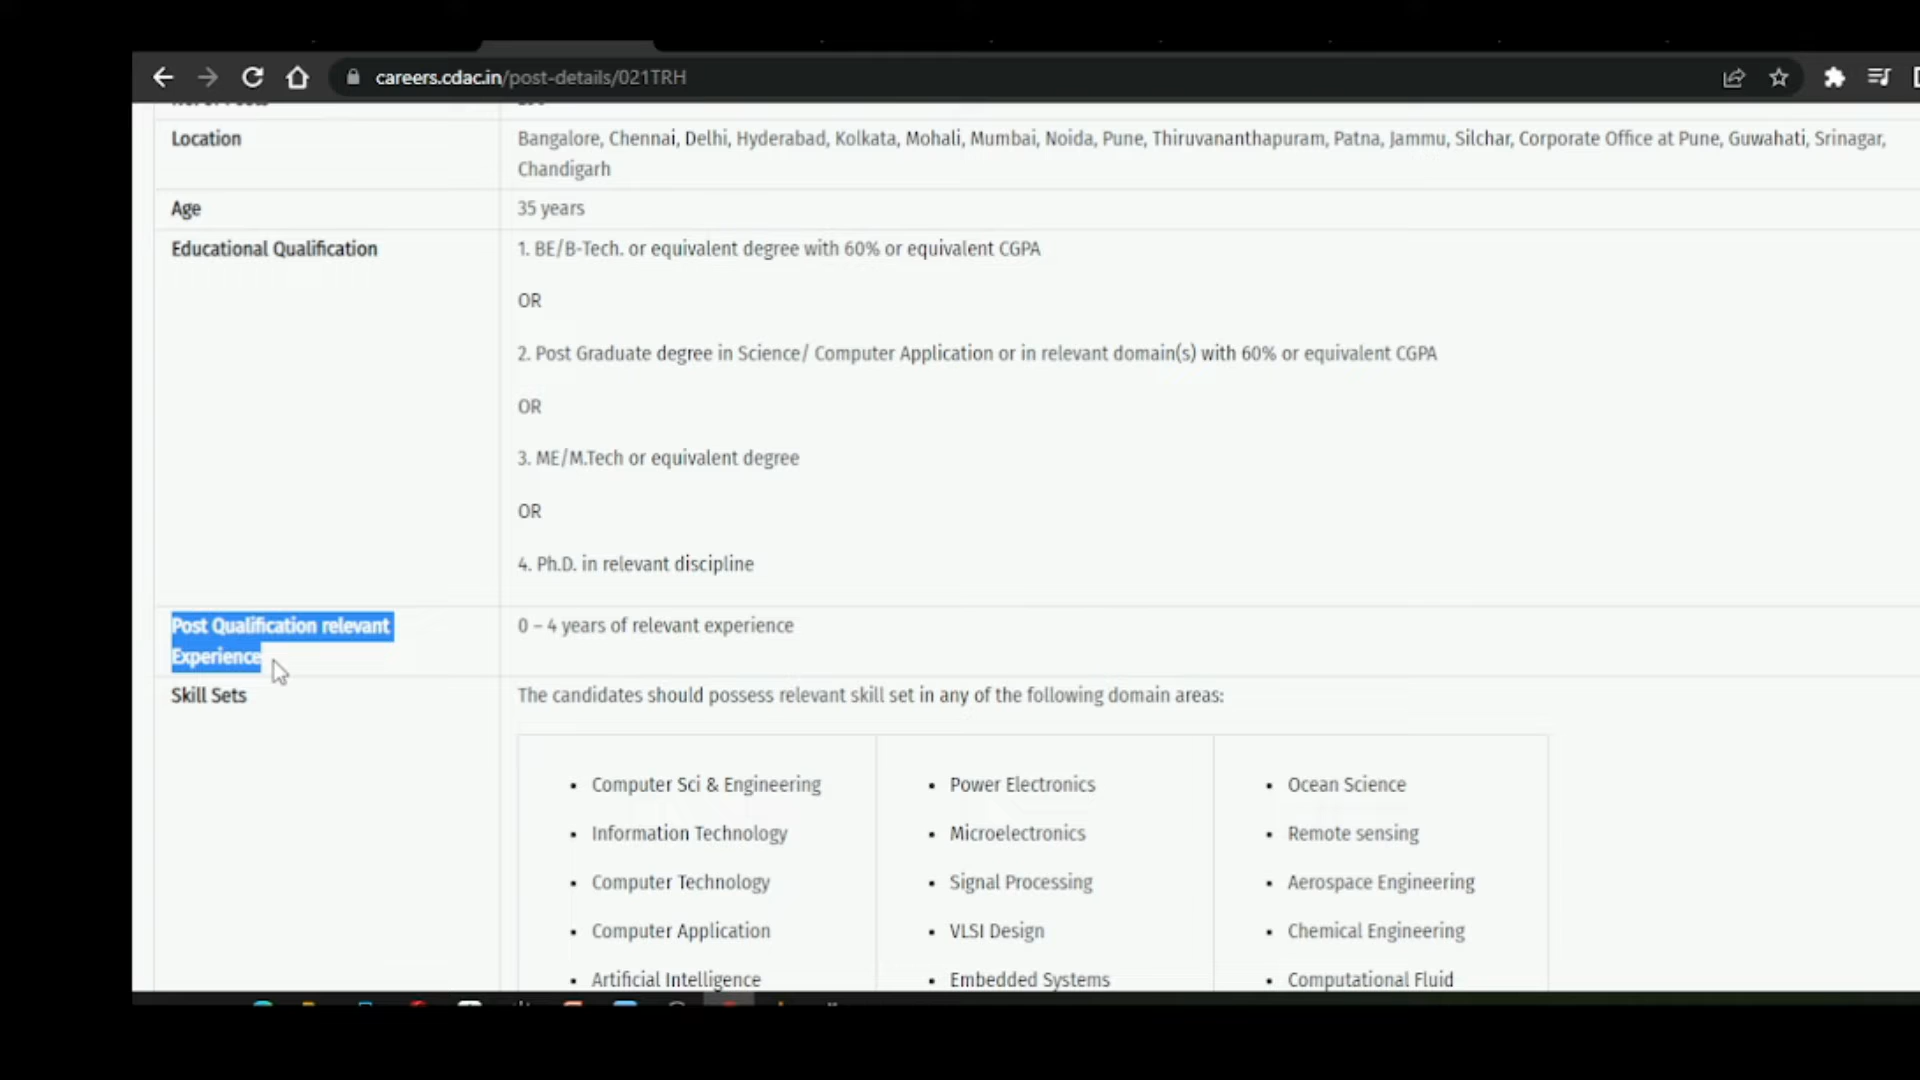 careers.cdac.in/post-details/021TRH
Location
Bangalore, Chennai, Delhi, Hyderabad, Kolkata, Mohali, Mumbai, Noida, Pune, Thiruvananthapuram, Patna, Jammu, Silchar, Corporate Office at Pune, Guwahati, Srinagar,
Chandigarh
Age
35 years
Educational Qualification
1. BE/B-Tech. or equivalent degree with 60% or equivalent CGPA
OR
2. Post Graduate degree in Science/ Computer Application or in relevant domain(s) with 60% or equivalent CGPA
OR
3. ME/M.Tech or equivalent degree
OR
4. Ph.D. in relevant discipline
Post Qualification relevant
Experience
0 – 4 years of relevant experience
Skill Sets
The candidates should possess relevant skill set in any of the following domain areas:
• Computer Sci & Engineering
• Information Technology
• Computer Technology
• Computer Application
• Artificial Intelligence
• Power Electronics
• Microelectronics
• Signal Processing
• VLSI Design
• Embedded Systems
• Ocean Science
• Remote sensing
• Aerospace Engineering
• Chemical Engineering
• Computational Fluid